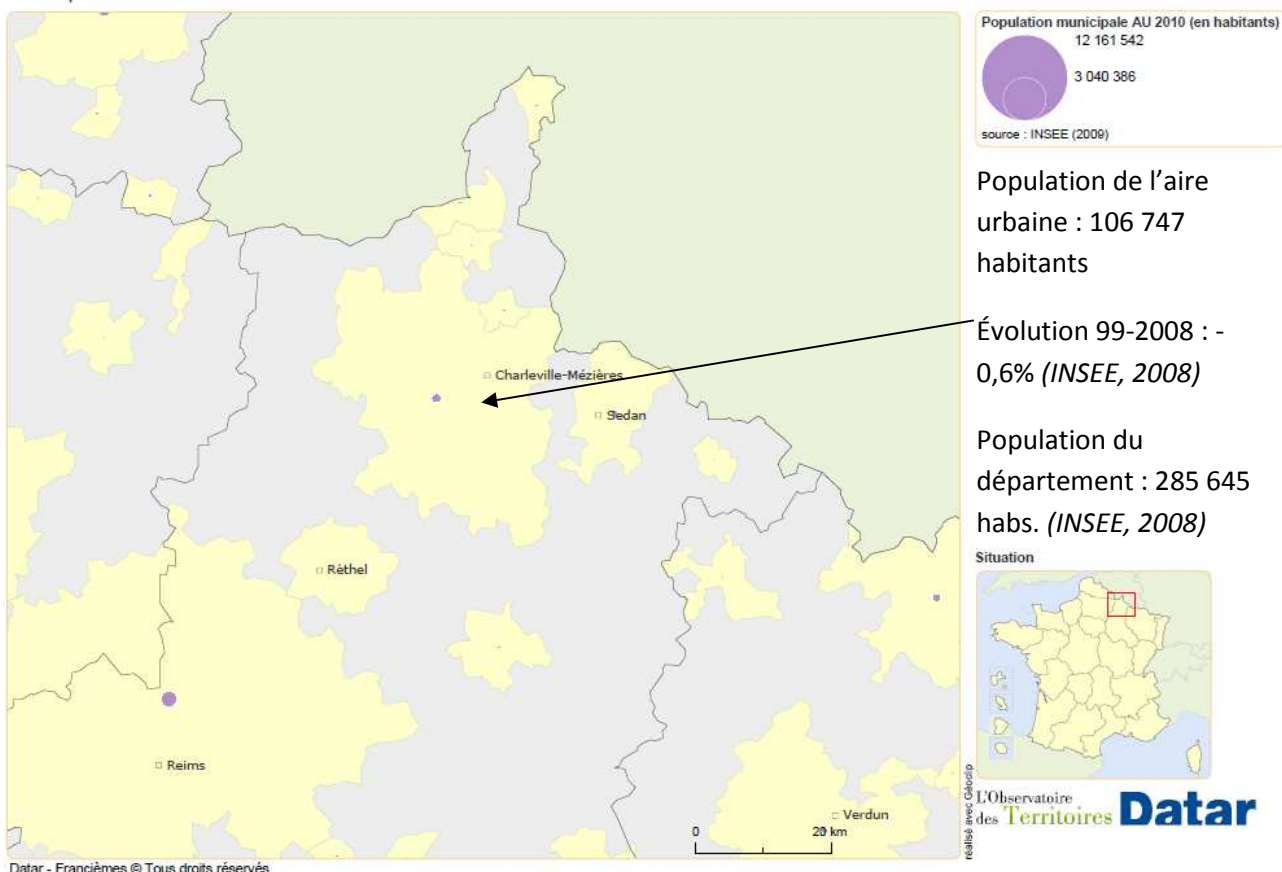 Population municipale AU 2010 (en habitants)
12 161 542
3 040 386
source : INSEE (2009)
Population de l'aire
urbaine : 106 747
habitants
Évolution 99-2008 : -
0,6% (INSEE, 2008)
Population du
département : 285 645
habs. (INSEE, 2008)
Situation
Charleville-Mézières
Sedan
Rethel
Reims
Verdun
0 20 km
réalisé avec Géoclip
L'Observatoire
des Territoires Datar
Datar - Francièmes © Tous droits réservés